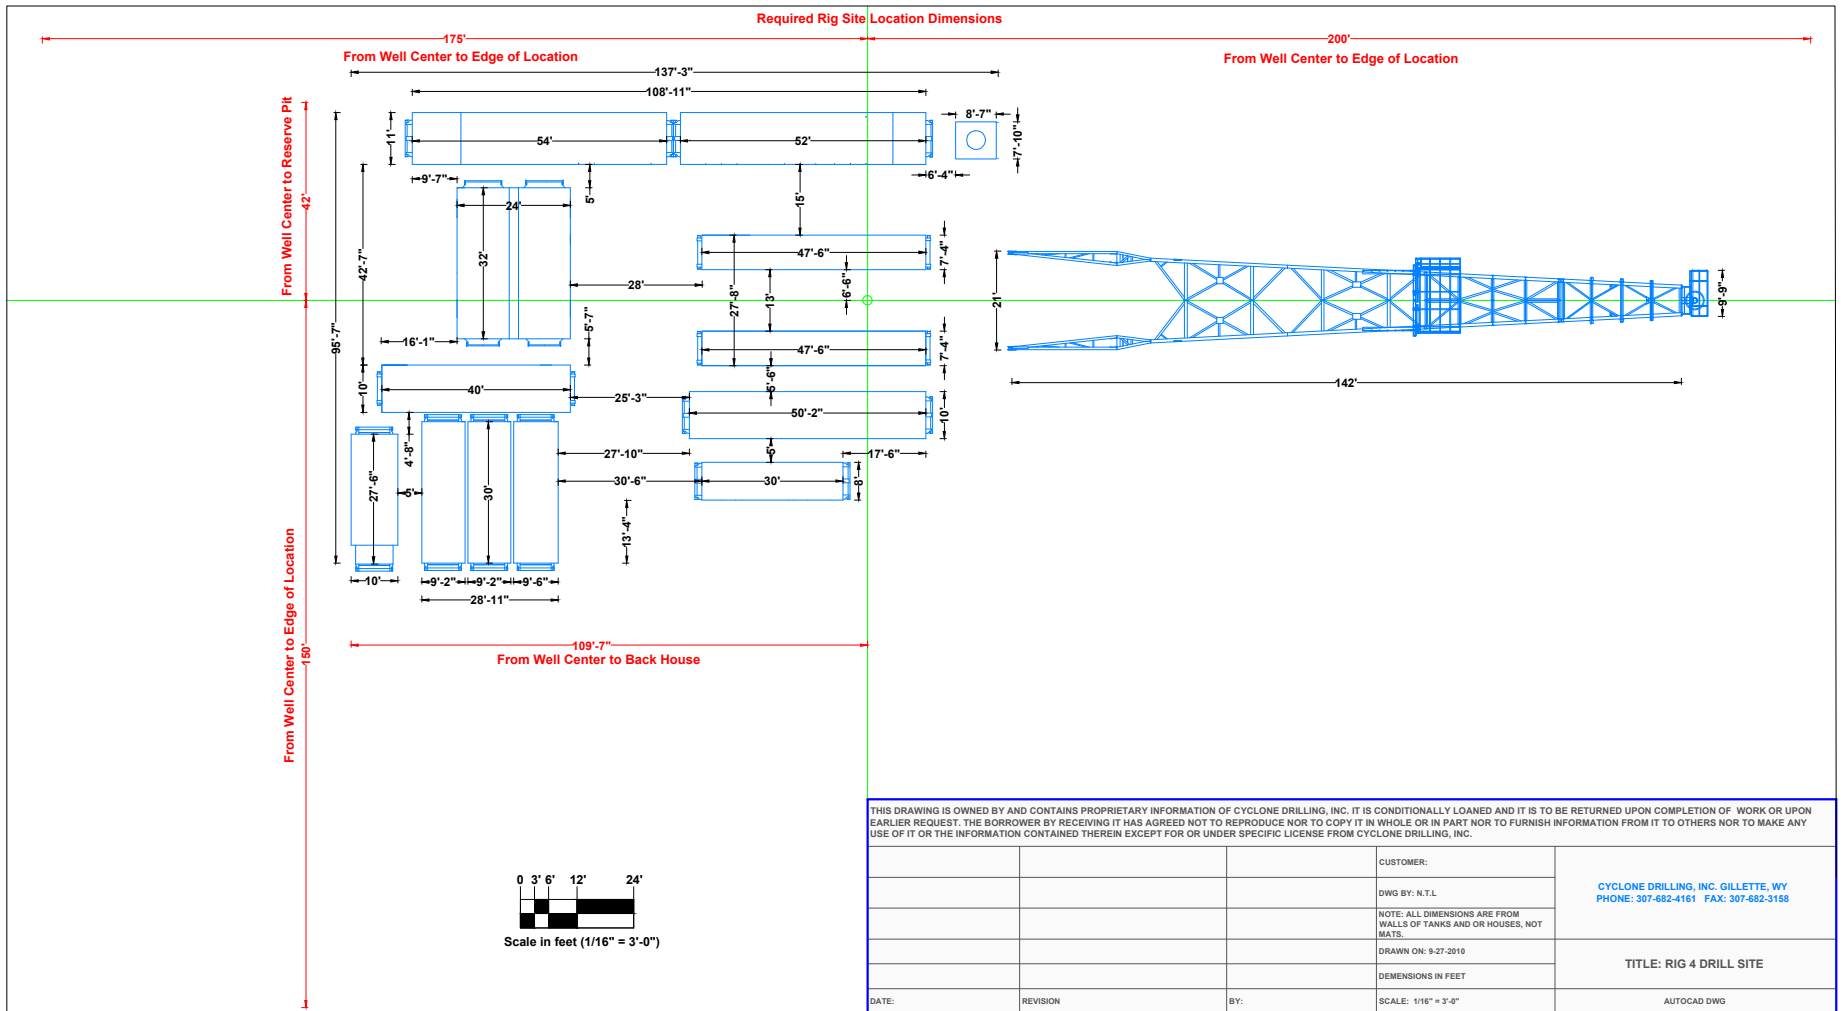 Required Rig Site Location Dimensions
175'
200'
From Well Center to Edge of Location
From Well Center to Edge of Location
137'-3"
108'-11"
From Well Center to Reserve Pit
42'
11'
54'
52'
8'-7"
7'-10"
9'-7"
5'
15'
6'-4"
24'
32'
42'-7"
95'-7"
47'-6"
7'-4"
28'
27'-8"
13'
6'-6"
21'
9'-9"
16'-1"
5'-7"
47'-6"
7'-4"
142'
10'
40'
5'-6"
25'-3"
50'-2"
10'
4'-8"
27'-6"
5'
30'
27'-10"
5'
17'-6"
30'-6"
30'
8'
13'-4"
10'
9'-2"
9'-2"
9'-6"
28'-11"
From Well Center to Edge of Location
150'
109'-7"
From Well Center to Back House
THIS DRAWING IS OWNED BY AND CONTAINS PROPRIETARY INFORMATION OF CYCLONE DRILLING, INC. IT IS CONDITIONALLY LOANED AND IT IS TO BE RETURNED UPON COMPLETION OF WORK OR UPON
EARLIER REQUEST. THE BORROWER BY RECEIVING IT HAS AGREED NOT TO REPRODUCE NOR TO COPY IT IN WHOLE OR IN PART NOR TO FURNISH INFORMATION FROM IT TO OTHERS NOR TO MAKE ANY
USE OF IT OR THE INFORMATION CONTAINED THEREIN EXCEPT FOR OR UNDER SPECIFIC LICENSE FROM CYCLONE DRILLING, INC.
CUSTOMER:
DWG BY: N.T.L
NOTE: ALL DIMENSIONS ARE FROM
WALLS OF TANKS AND OR HOUSES, NOT
MATS.
DRAWN ON: 9-27-2010
DEMENSIONS IN FEET
SCALE: 1/16" = 3'-0"
CYCLONE DRILLING, INC. GILLETTE, WY
PHONE: 307-682-4161 FAX: 307-682-3158
TITLE: RIG 4 DRILL SITE
AUTOCAD DWG
DATE:
REVISION
BY:
0 3' 6' 12' 24'
Scale in feet (1/16" = 3'-0")